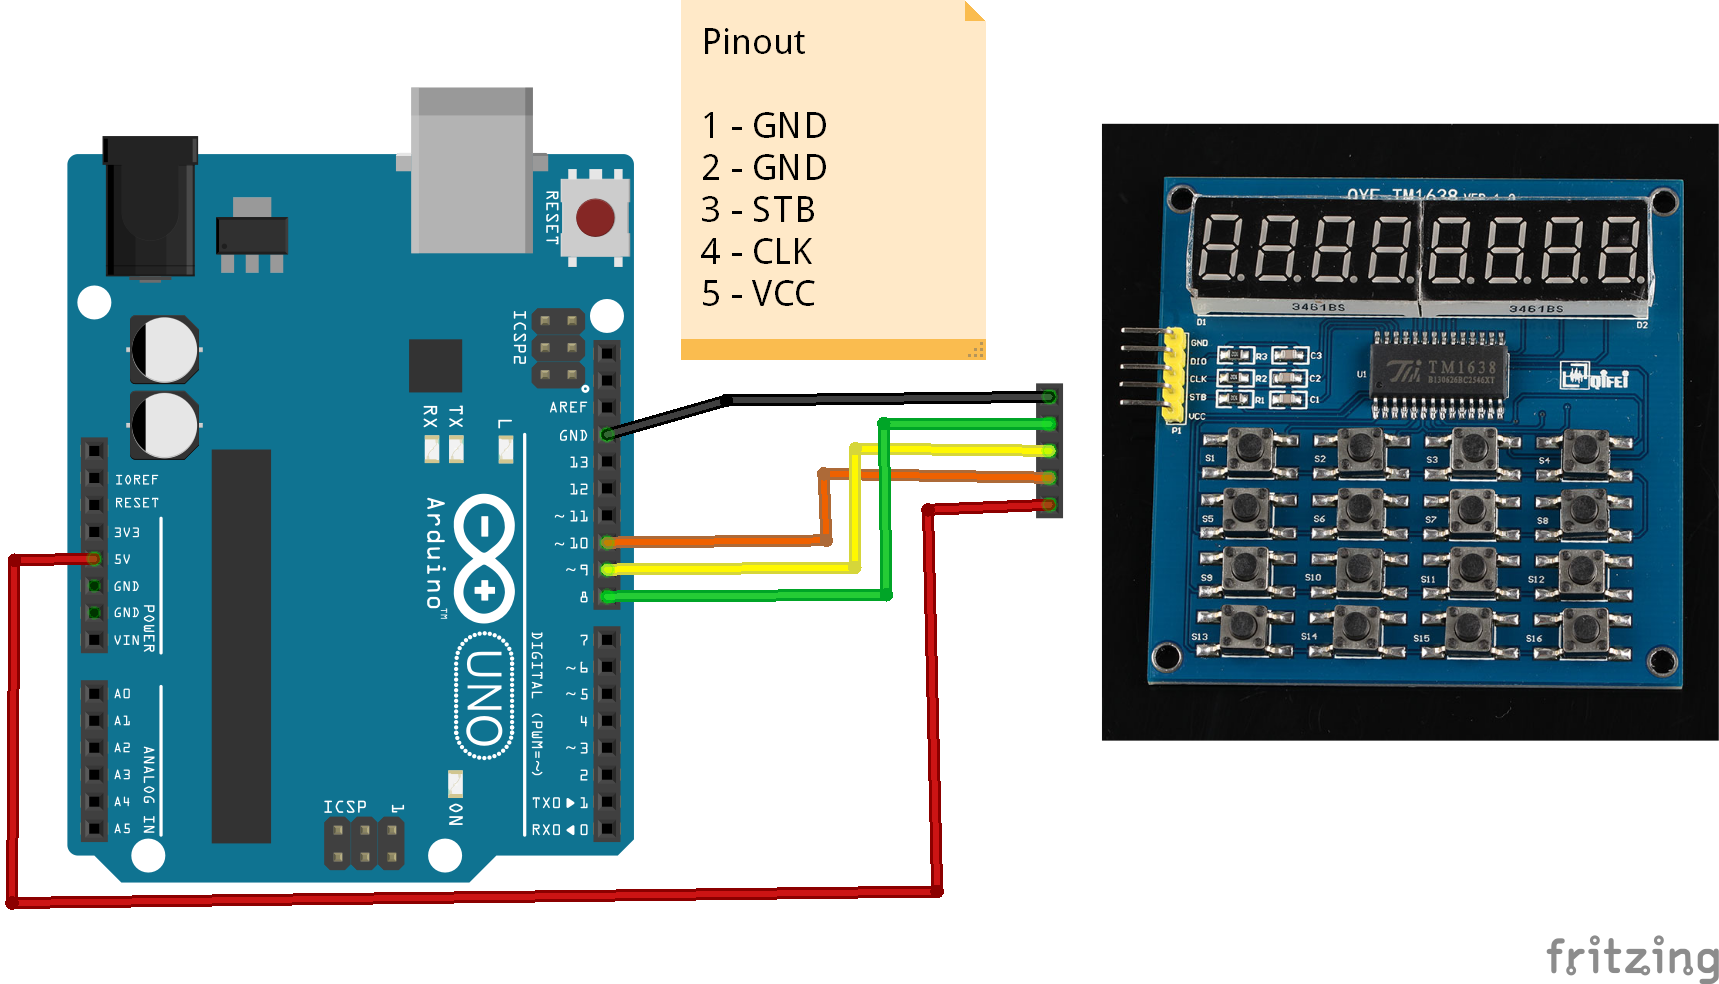 Pinout
1 - GND
2 - GND
3 - STB
4 - CLK
5 - VCC
RESET
ICSP2
AREF
GND
13
12
~11
~10
~9
8
7
~6
~5
4
~3
2
TX0▶1
RX0◀0
DIGITAL (PWM=~)
RX
TX
L
Arduino™
UNO
ON
ICSP
1
IOREF
RESET
3V3
5V
GND
GND
VIN
POWER
A0
A1
A2
A3
A4
A5
ANALOG IN
QYF-TM1638 VER 1.0
3461BS
3461BS
D1
D2
GND
DIO
CLK
STB
VCC
P1
R3
R2
R1
C3
C2
C1
U1
TM1638
QIFEI
S1
S2
S3
S4
S5
S6
S7
S8
S9
S10
S11
S12
S13
S14
S15
S16
fritzing